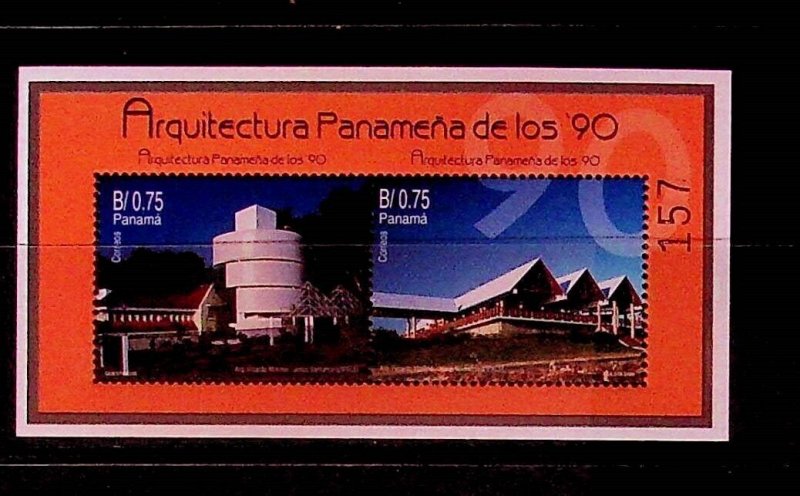 Arquitectura Panameña de los '90
Arquitectura Panameña de los '90
Arquitectura Panameña de los '90
90
157
B/ 0.75
Panamá
Correos
B/ 0.75
Panamá
Correos